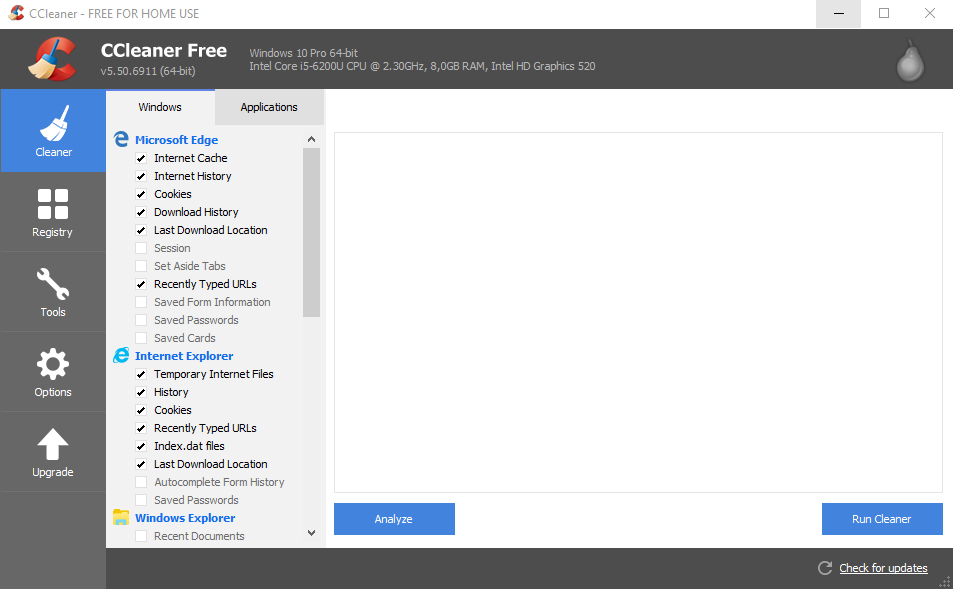 CCleaner - FREE FOR HOME USE
CCleaner Free
v5.50.6911 (64-bit)
Windows 10 Pro 64-bit
Intel Core i5-6200U CPU @ 2.30GHz, 8,0GB RAM, Intel HD Graphics 520
Cleaner
Registry
Tools
Options
Upgrade
Windows
Applications
Microsoft Edge
Internet Cache
Internet History
Cookies
Download History
Last Download Location
Session
Set Aside Tabs
Recently Typed URLs
Saved Form Information
Saved Passwords
Saved Cards
Internet Explorer
Temporary Internet Files
History
Cookies
Recently Typed URLs
Index.dat files
Last Download Location
Autocomplete Form History
Saved Passwords
Windows Explorer
Recent Documents
Analyze
Run Cleaner
Check for updates